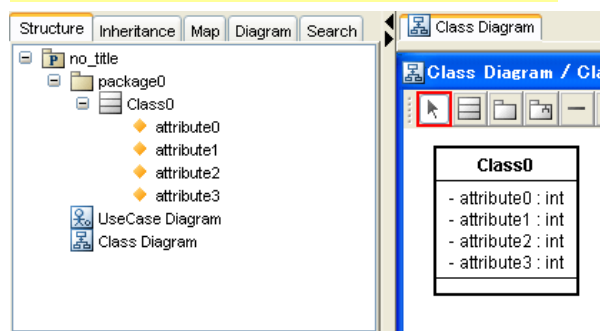 Structure Inheritance Map Diagram Search
no_title
package0
Class0
attribute0
attribute1
attribute2
attribute3
UseCase Diagram
Class Diagram
Class Diagram
Class Diagram / Cla
Class0
- attribute0 : int
- attribute1 : int
- attribute2 : int
- attribute3 : int